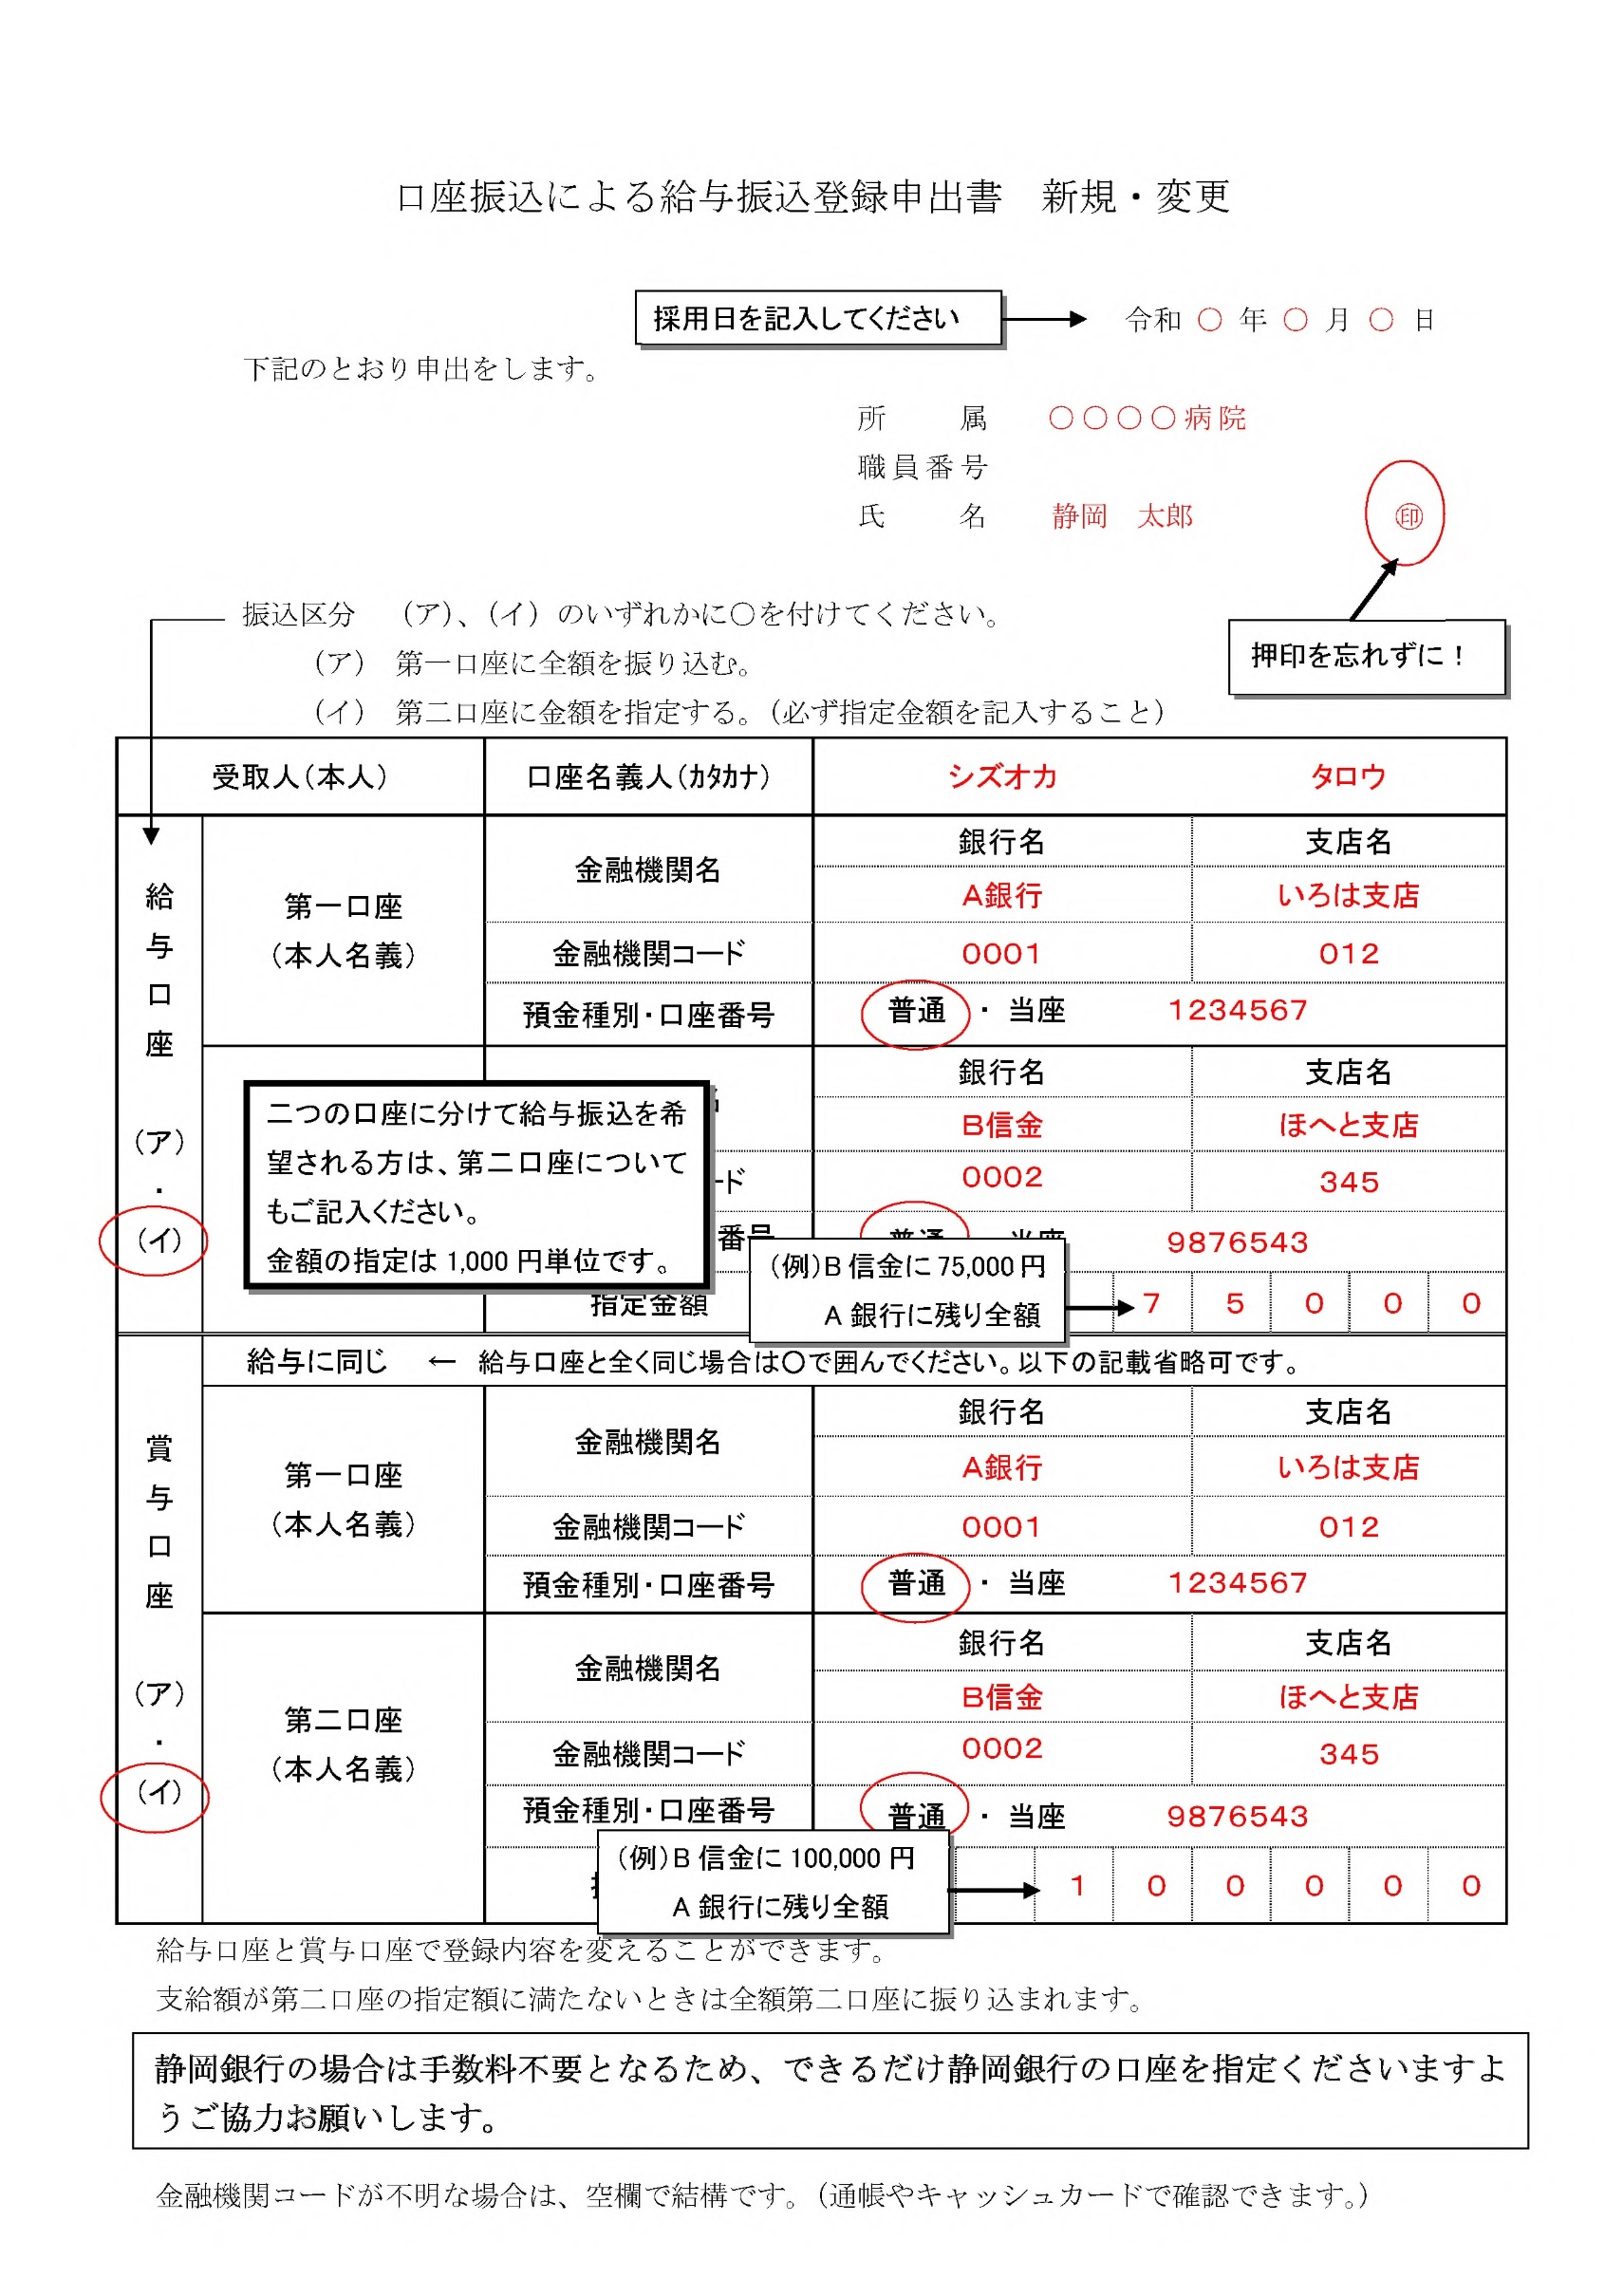 口座振込による給与振込登録申出書　新規・変更
採用日を記入してください
令和 〇 年 〇 月 〇 日
下記のとおり申出をします。
所　　属　〇〇〇〇病院
職員番号
氏　　名　静岡　太郎　㊞
押印を忘れずに！
振込区分　（ア）、（イ）のいずれかに〇を付けてください。
（ア）　第一口座に全額を振り込む。
（イ）　第二口座に金額を指定する。（必ず指定金額を記入すること）
受取人（本人）　口座名義人（ｶﾀｶﾅ）　シズオカ　タロウ
給与口座　（ア）・（イ）
第一口座
（本人名義）
金融機関名　銀行名　支店名
A銀行　いろは支店
金融機関コード　0001　012
預金種別・口座番号　普通　・　当座　1234567
銀行名　支店名
B信金　ほへと支店
ード　0002　345
番号　普通　・　当座　9876543
指定金額　7　5　0　0　0
二つの口座に分けて給与振込を希
望される方は、第二口座について
もご記入ください。
金額の指定は 1,000 円単位です。
（例）B 信金に 75,000 円
A 銀行に残り全額
賞与口座　（ア）・（イ）
給与に同じ　←　給与口座と全く同じ場合は〇で囲んでください。以下の記載省略可です。
第一口座
（本人名義）
金融機関名　銀行名　支店名
A銀行　いろは支店
金融機関コード　0001　012
預金種別・口座番号　普通　・　当座　1234567
第二口座
（本人名義）
金融機関名　銀行名　支店名
B信金　ほへと支店
金融機関コード　0002　345
預金種別・口座番号　普通　・　当座　9876543
（例）B 信金に 100,000 円
A 銀行に残り全額
1　0　0　0　0　0
給与口座と賞与口座で登録内容を変えることができます。
支給額が第二口座の指定額に満たないときは全額第二口座に振り込まれます。
静岡銀行の場合は手数料不要となるため、できるだけ静岡銀行の口座を指定くださいますよ
うご協力お願いします。
金融機関コードが不明な場合は、空欄で結構です。（通帳やキャッシュカードで確認できます。）